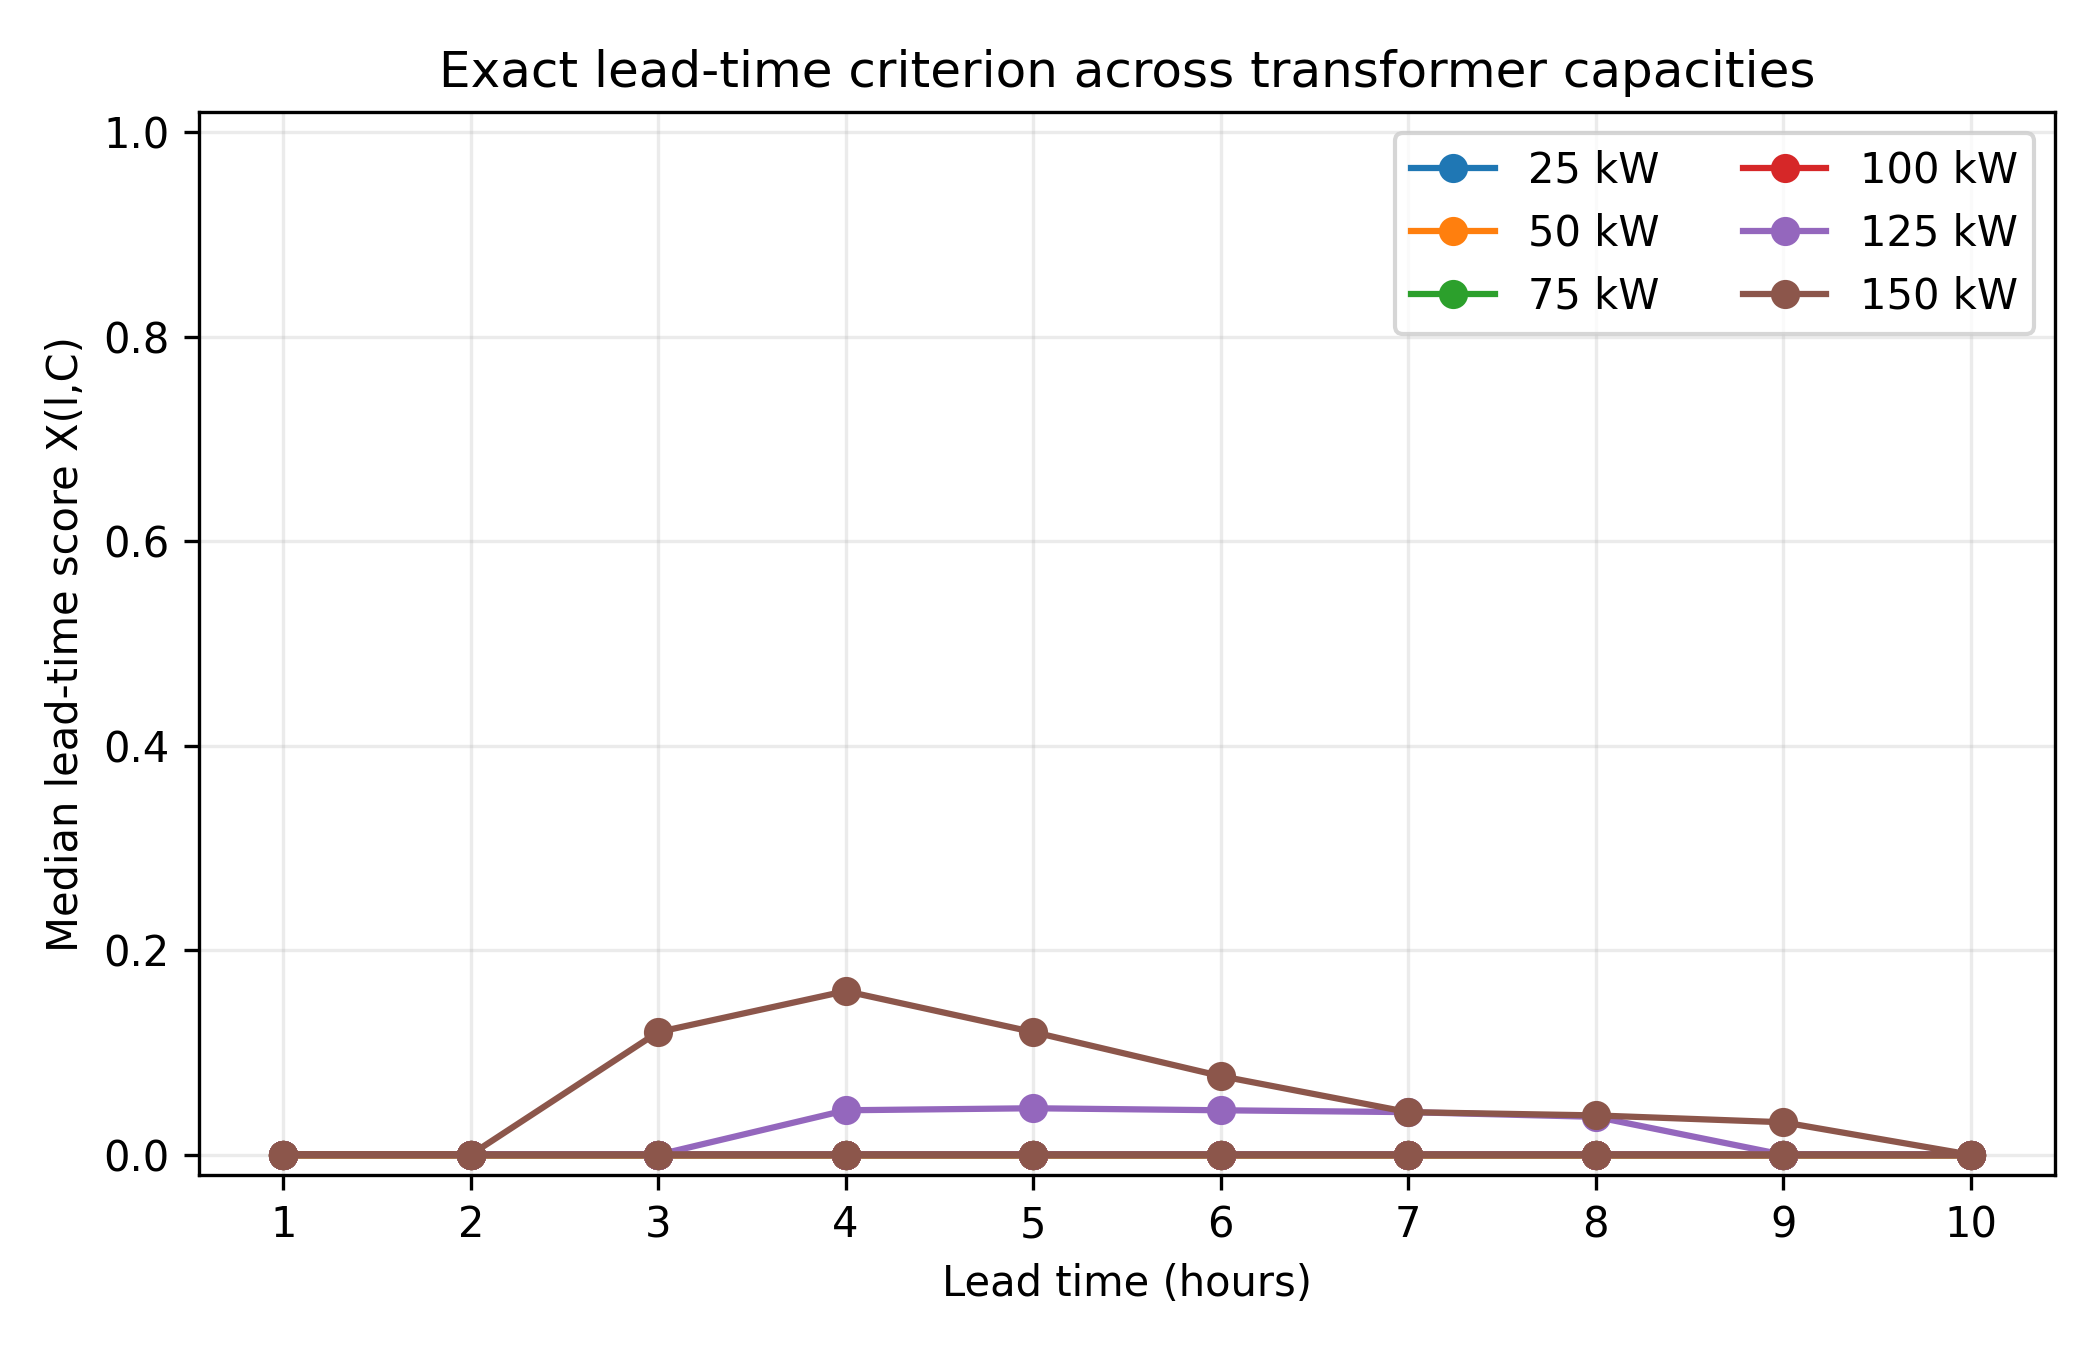 Exact lead-time criterion across transformer capacities
Median lead-time score X(l,C)
1.0
0.8
0.6
0.4
0.2
0.0
25 kW
50 kW
75 kW
100 kW
125 kW
150 kW
1 2 3 4 5 6 7 8 9 10
Lead time (hours)